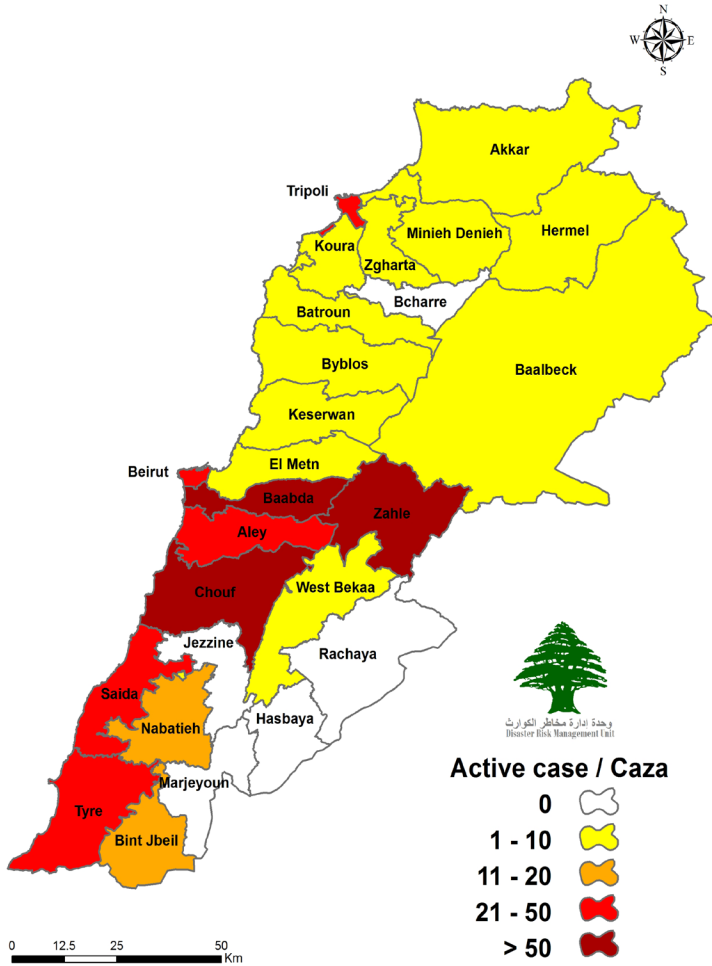 N
W E
S
Akkar
Tripoli
Minieh Denieh
Hermel
Koura
Zgharta
Bcharre
Batroun
Byblos
Baalbeck
Keserwan
El Metn
Beirut
Baabda
Zahle
Aley
West Bekaa
Chouf
Jezzine
Rachaya
Saida
Hasbaya
Nabatieh
Marjeyoun
Tyre
Bint Jbeil
وحدة إدارة مخاطر الكوارث
Disaster Risk Management Unit
Active case / Caza
0
1 - 10
11 - 20
21 - 50
> 50
0 12.5 25 50
Km